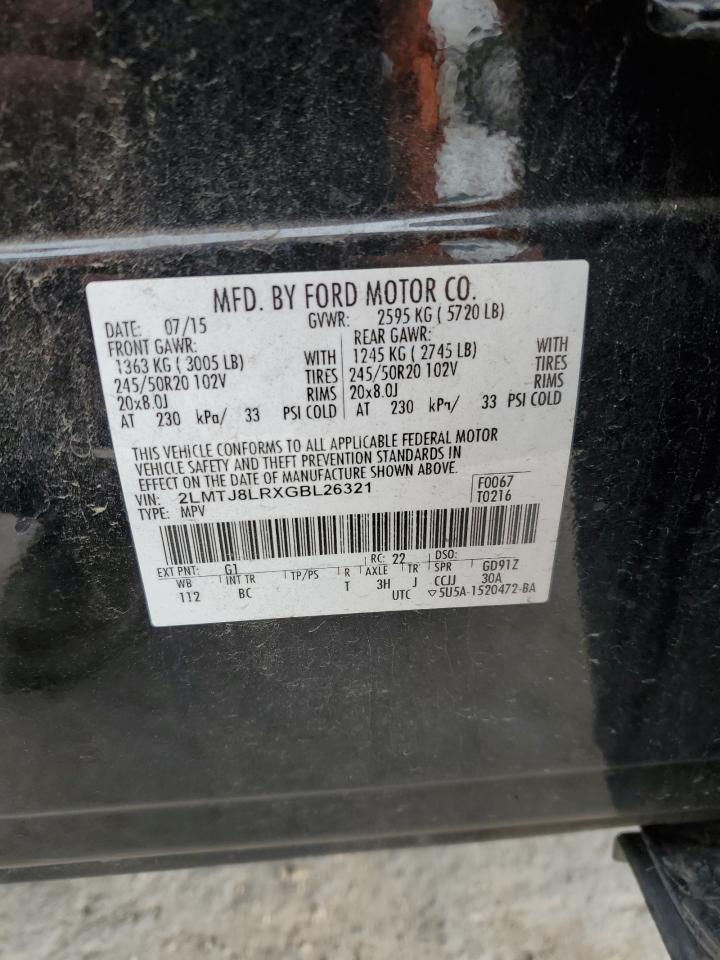 MFD. BY FORD MOTOR CO.
DATE: 07/15 GVWR: 2595 KG ( 5720 LB)
FRONT GAWR: REAR GAWR:
1363 KG ( 3005 LB) WITH 1245 KG ( 2745 LB) WITH
245/50R20 102V TIRES 245/50R20 102V TIRES
20x8.0J RIMS 20x8.0J RIMS
AT 230 kPa/ 33 PSI COLD AT 230 kPa/ 33 PSI COLD
THIS VEHICLE CONFORMS TO ALL APPLICABLE FEDERAL MOTOR
VEHICLE SAFETY AND THEFT PREVENTION STANDARDS IN
EFFECT ON THE DATE OF MANUFACTURE SHOWN ABOVE.
VIN: 2LMTJ8LRXGBL26321 F0067
TYPE: MPV T0216
EXT PNT: G1 RC: 22 DSO:
WB INT TR TP/PS R AXLE TR SPR GD91Z
112 BC T 3H J CCJJ 30A
UTC ▽5U5A-1520472-BA